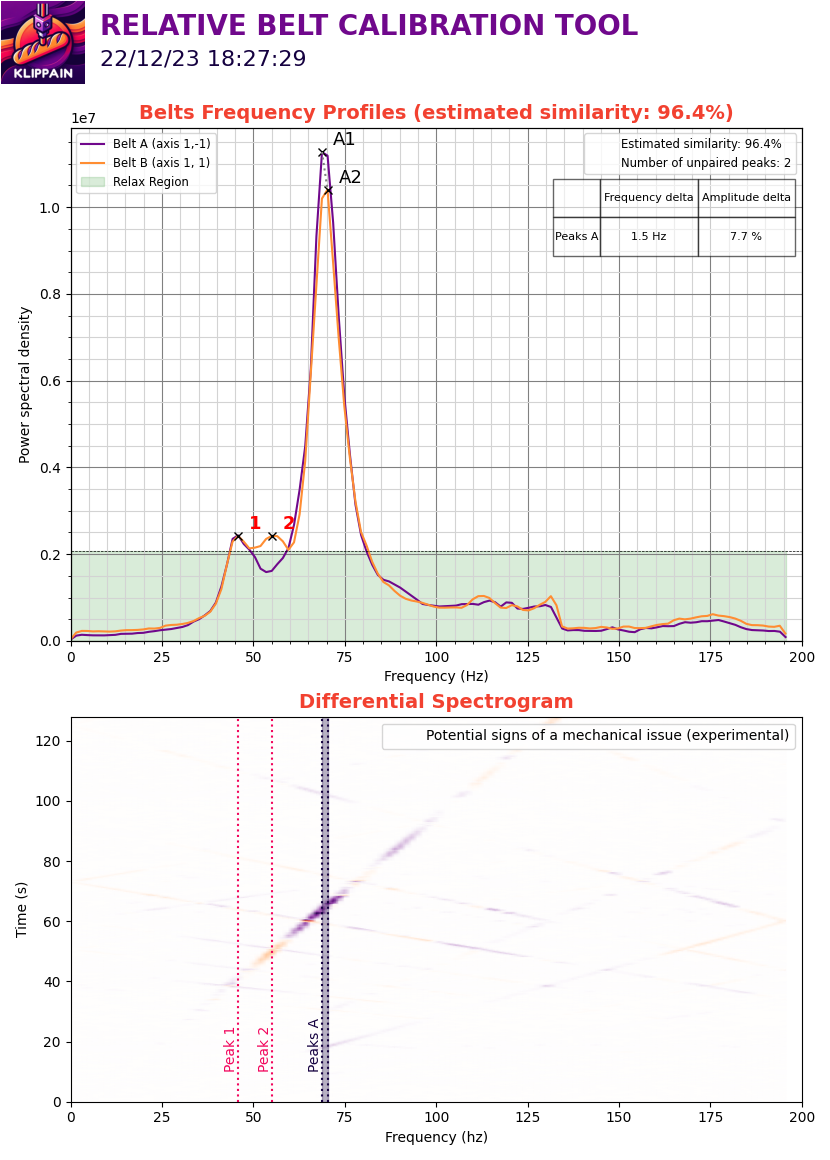 KLIPPAIN
RELATIVE BELT CALIBRATION TOOL
22/12/23 18:27:29
Belts Frequency Profiles (estimated similarity: 96.4%)
1e7
Belt A (axis 1,-1)
Belt B (axis 1, 1)
Relax Region
A1
A2
Estimated similarity: 96.4%
Number of unpaired peaks: 2
Frequency delta Amplitude delta
Peaks A 1.5 Hz 7.7 %
1 2
Power spectral density
1.0
0.8
0.6
0.4
0.2
0.0
0 25 50 75 100 125 150 175 200
Frequency (Hz)
Differential Spectrogram
Potential signs of a mechanical issue (experimental)
Time (s)
120
100
80
60
40
20
0
Peak 1
Peak 2
Peaks A
0 25 50 75 100 125 150 175 200
Frequency (hz)